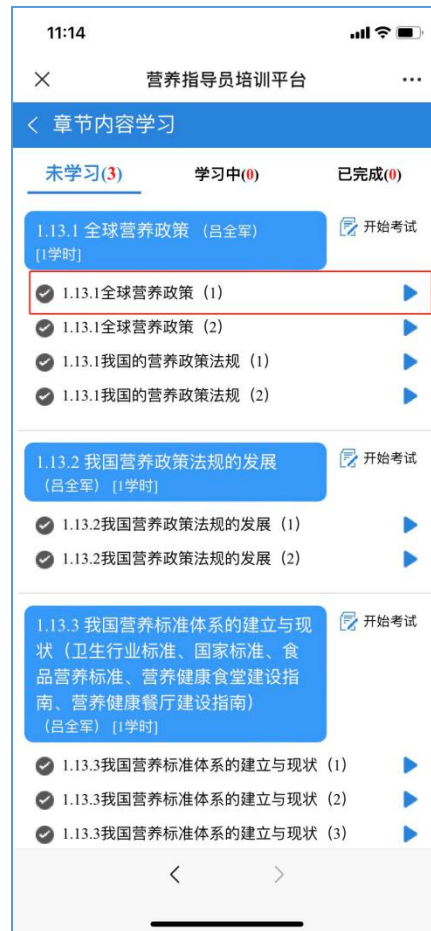 11:14
营养指导员培训平台
章节内容学习
未学习(3)
学习中(0)
已完成(0)
1.13.1 全球营养政策 (吕全军)
[1学时]
开始考试
1.13.1全球营养政策 (1)
1.13.1全球营养政策 (2)
1.13.1我国的营养政策法规 (1)
1.13.1我国的营养政策法规 (2)
1.13.2 我国营养政策法规的发展
(吕全军) [1学时]
开始考试
1.13.2我国营养政策法规的发展 (1)
1.13.2我国营养政策法规的发展 (2)
1.13.3 我国营养标准体系的建立与现
状（卫生行业标准、国家标准、食
品营养标准、营养健康食堂建设指
南、营养健康餐厅建设指南）
(吕全军) [1学时]
开始考试
1.13.3我国营养标准体系的建立与现状 (1)
1.13.3我国营养标准体系的建立与现状 (2)
1.13.3我国营养标准体系的建立与现状 (3)